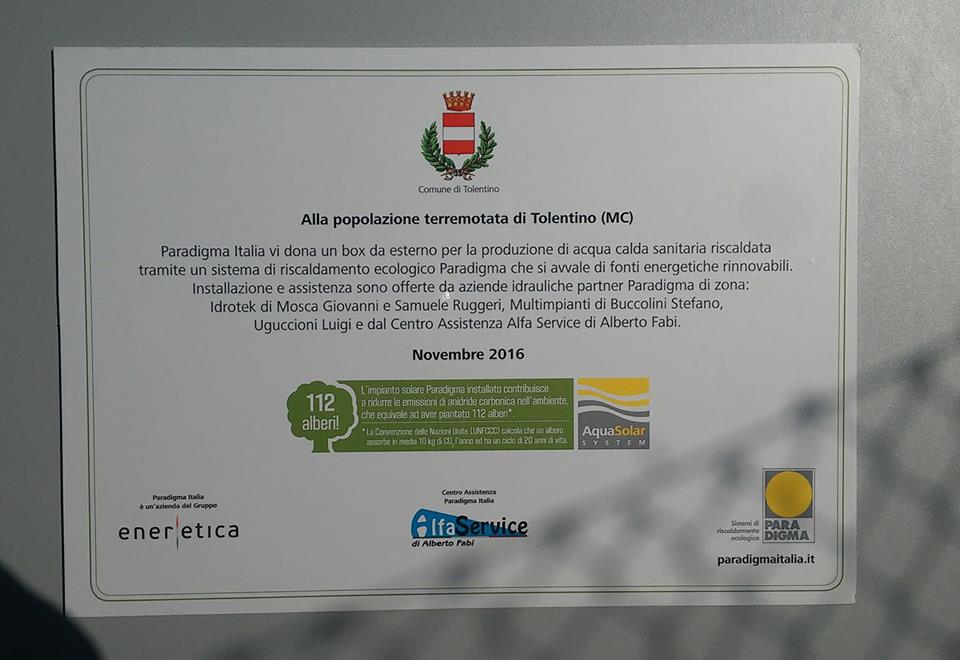 Comune di Tolentino
Alla popolazione terremotata di Tolentino (MC)
Paradigma Italia vi dona un box da esterno per la produzione di acqua calda sanitaria riscaldata
tramite un sistema di riscaldamento ecologico Paradigma che si avvale di fonti energetiche rinnovabili.
Installazione e assistenza sono offerte da aziende idrauliche partner Paradigma di zona:
Idrotek di Mosca Giovanni e Samuele Ruggeri, Multimpianti di Buccolini Stefano,
Uguccioni Luigi e dal Centro Assistenza Alfa Service di Alberto Fabi.
Novembre 2016
112
alberi!
L'impianto solare Paradigma installato contribuisce
a ridurre le emissioni di anidride carbonica nell'ambiente,
che equivale ad aver piantato 112 alberi*.
* La Convenzione delle Nazioni Unite (UNFCCC) calcola che un albero
assorbe in media 10 kg di CO2 l'anno ed ha un ciclo di 20 anni di vita.
AquaSolar
SYSTEM
Paradigma Italia
è un'azienda del Gruppo
enerǀetica
Centro Assistenza
Paradigma Italia
AlfaService
di Alberto Fabi
Sistemi di
riscaldamento
ecologico
PARA
DIGMA
paradigmaitalia.it